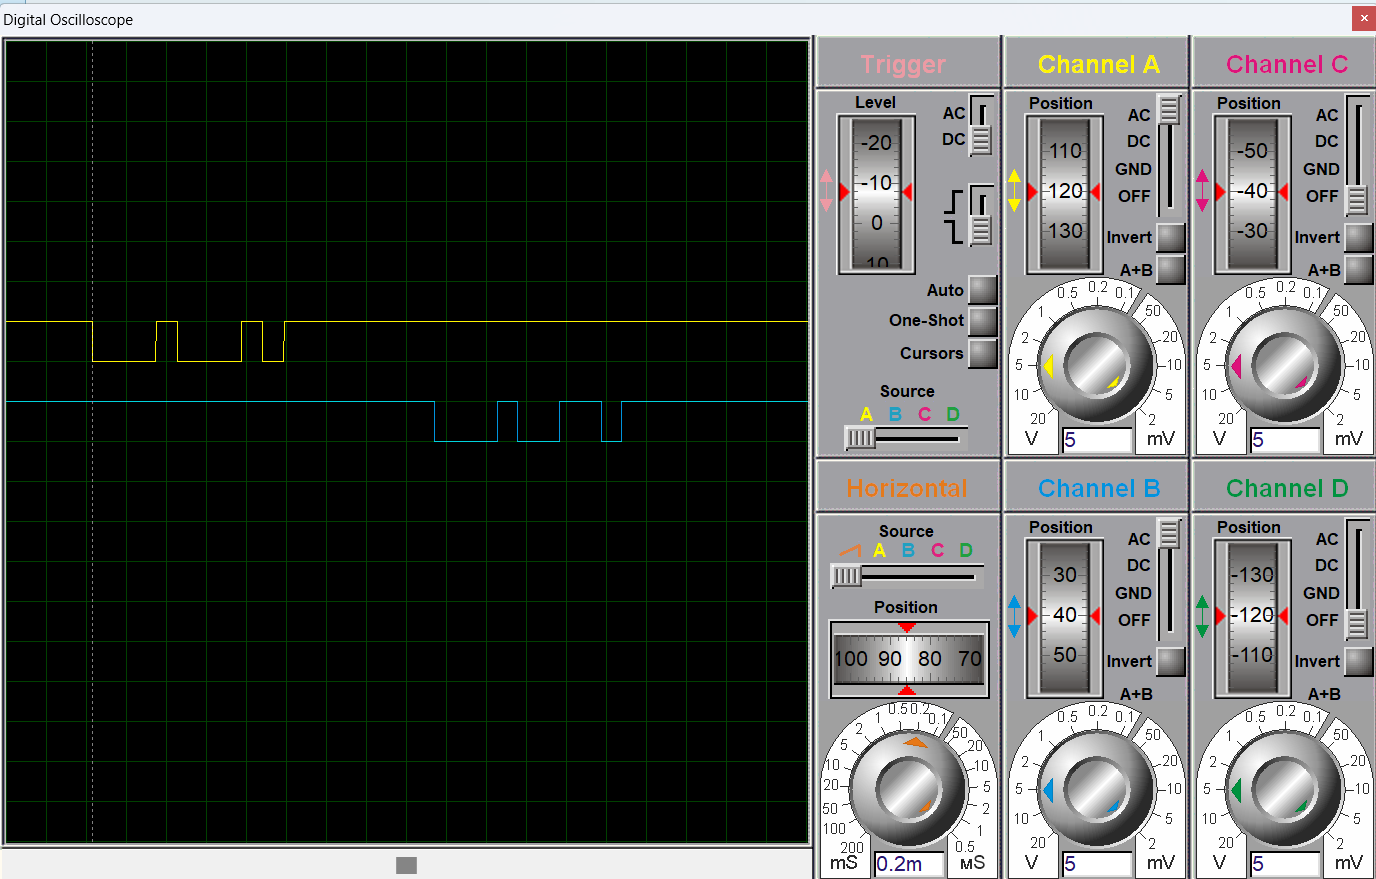 Digital Oscilloscope
Trigger
Level
AC
DC
-20
-10
0
10
Auto
One-Shot
Cursors
Source
A B C D
Channel A
Position
AC
DC
GND
OFF
110
120
130
Invert
A+B
20 10 5 2 1 0.5 0.2 0.1 50 20 10 5 2
V mV
5
Channel C
Position
AC
DC
GND
OFF
-50
-40
-30
Invert
A+B
20 10 5 2 1 0.5 0.2 0.1 50 20 10 5 2
V mV
5
Horizontal
Source
A B C D
Position
100 90 80 70
200 100 50 20 10 5 2 1 0.5 0.2 0.1 50 20 10 5 2 1 0.5
mS мS
0.2m
Channel B
Position
AC
DC
GND
OFF
30
40
50
Invert
A+B
20 10 5 2 1 0.5 0.2 0.1 50 20 10 5 2
V mV
5
Channel D
Position
AC
DC
GND
OFF
-130
-120
-110
Invert
A+B
20 10 5 2 1 0.5 0.2 0.1 50 20 10 5 2
V mV
5